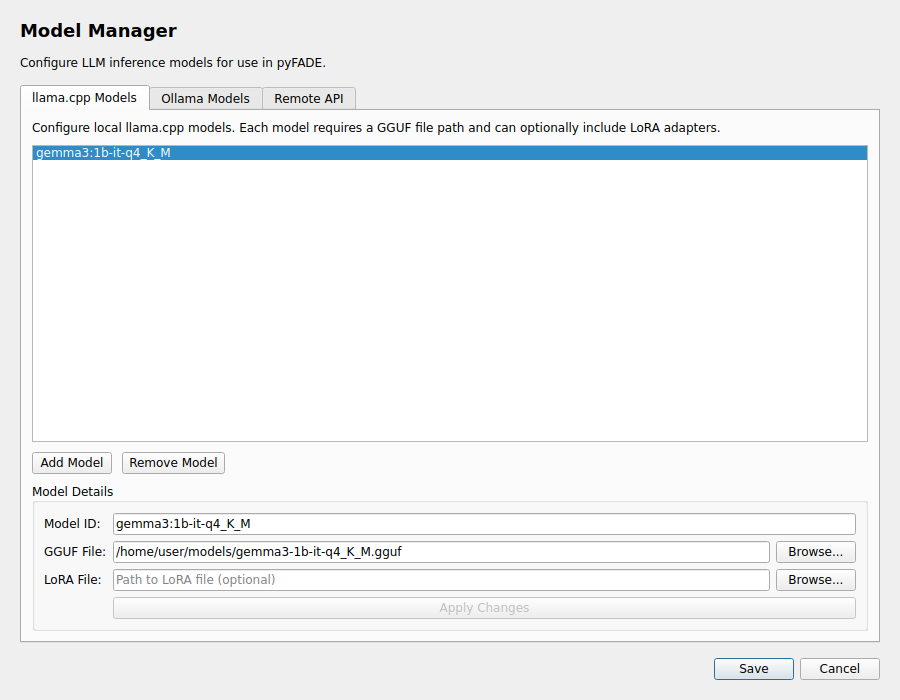 Model Manager
Configure LLM inference models for use in pyFADE.
llama.cpp Models Ollama Models Remote API
Configure local llama.cpp models. Each model requires a GGUF file path and can optionally include LoRA adapters.
gemma3:1b-it-q4_K_M
Add Model Remove Model
Model Details
Model ID: gemma3:1b-it-q4_K_M
GGUF File: /home/user/models/gemma3-1b-it-q4_K_M.gguf Browse...
LoRA File: Path to LoRA file (optional) Browse...
Apply Changes
Save Cancel